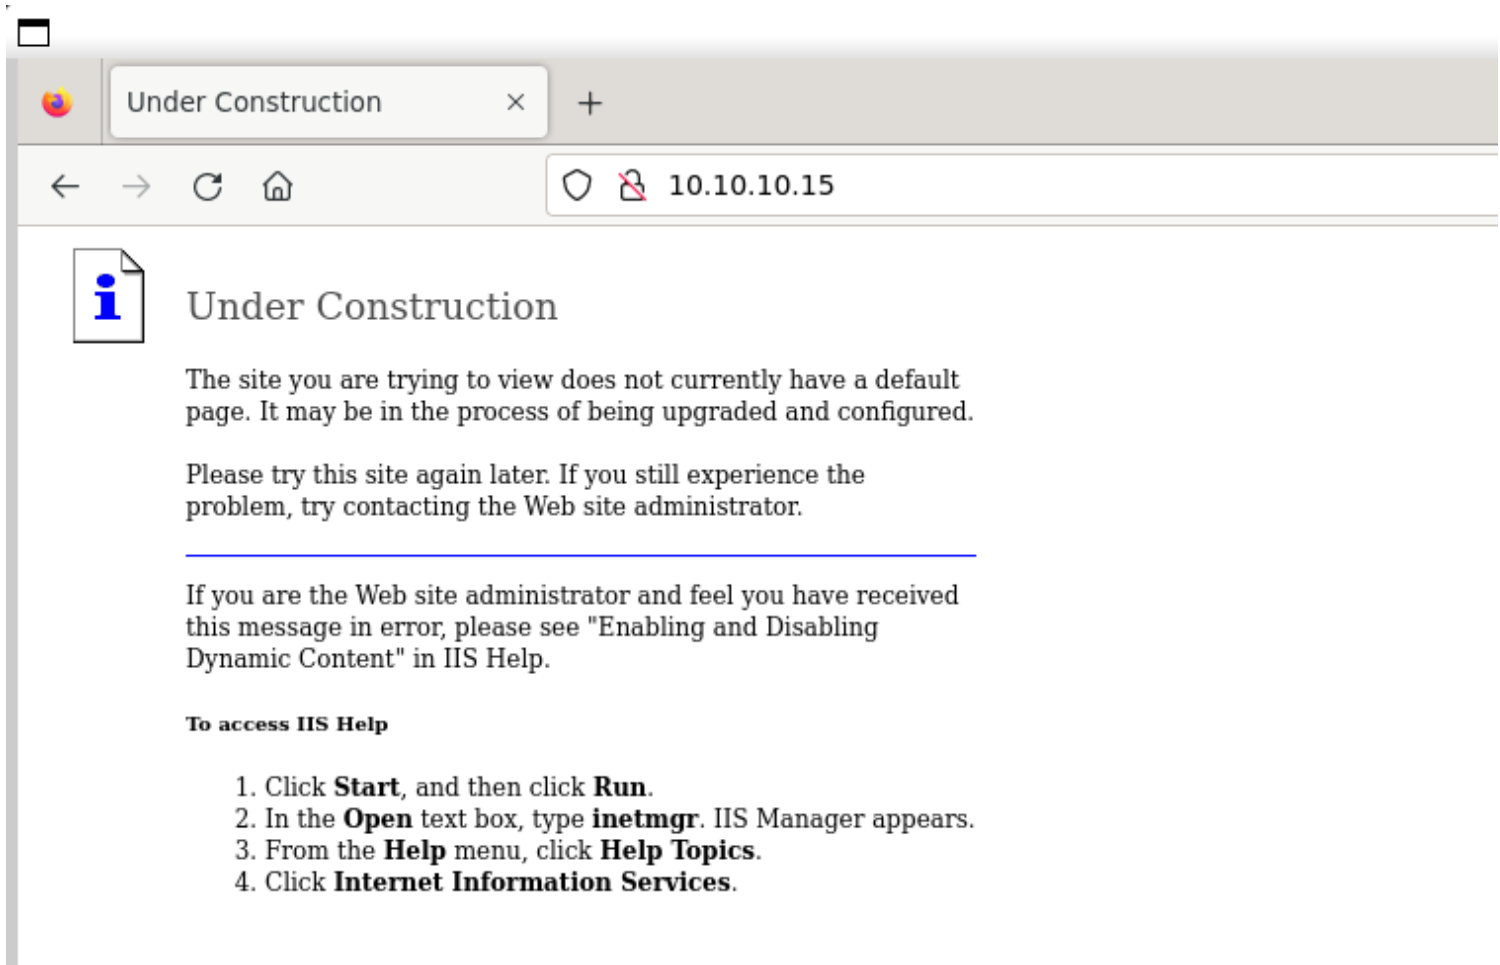 Under Construction
10.10.10.15
Under Construction
The site you are trying to view does not currently have a default
page. It may be in the process of being upgraded and configured.
Please try this site again later. If you still experience the
problem, try contacting the Web site administrator.
If you are the Web site administrator and feel you have received
this message in error, please see "Enabling and Disabling
Dynamic Content" in IIS Help.
To access IIS Help
1. Click Start, and then click Run.
2. In the Open text box, type inetmgr. IIS Manager appears.
3. From the Help menu, click Help Topics.
4. Click Internet Information Services.